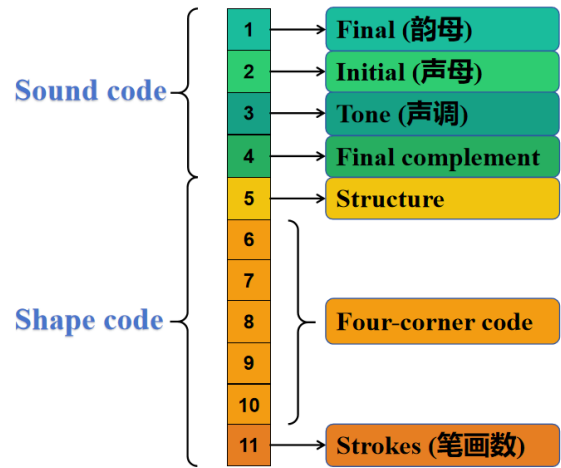 Sound code
Shape code
1
2
3
4
5
6
7
8
9
10
11
Final (韵母)
Initial (声母)
Tone (声调)
Final complement
Structure
Four-corner code
Strokes (笔画数)